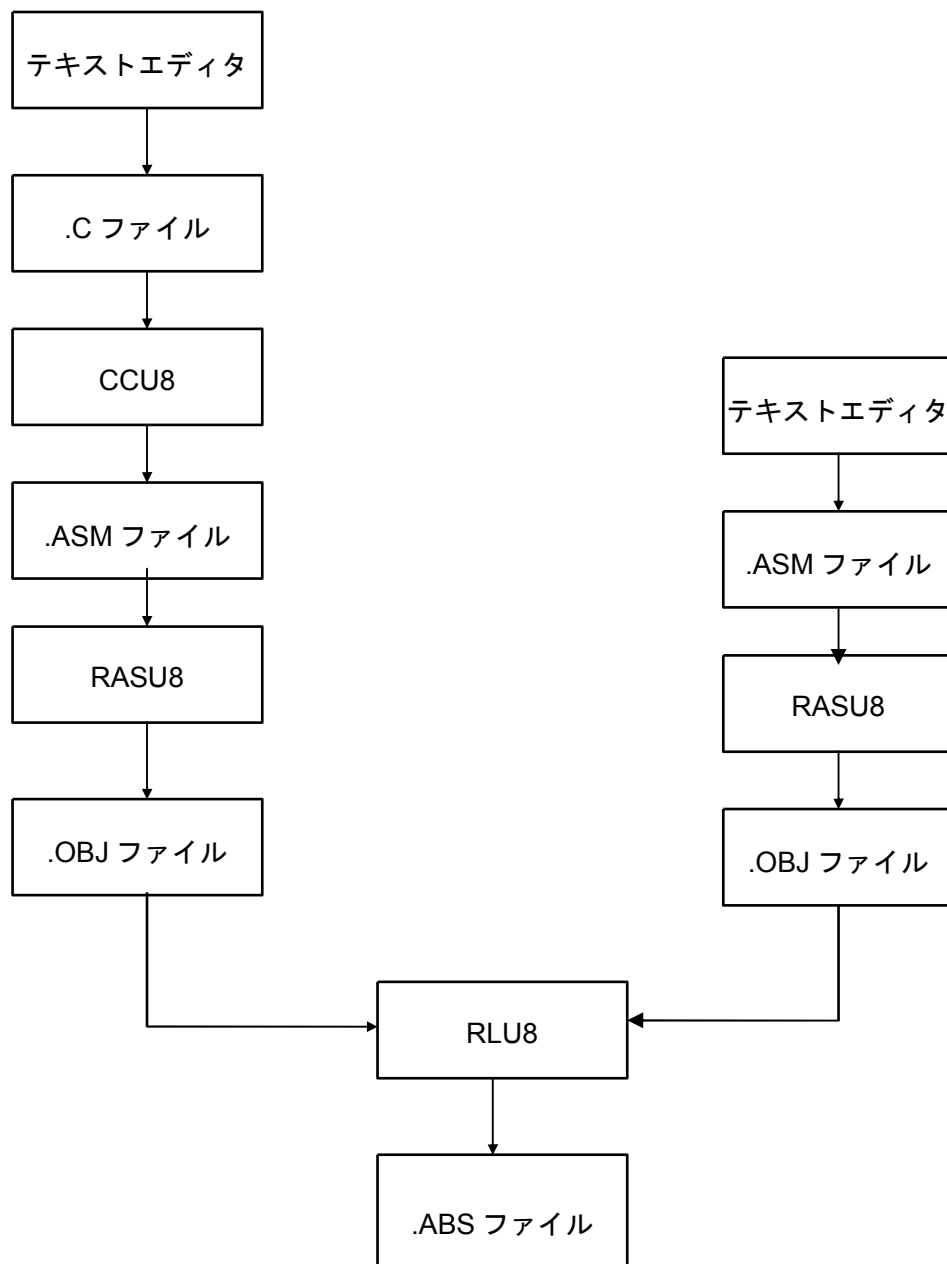 テキストエディタ
.C ファイル
CCU8
.ASM ファイル
RASU8
.OBJ ファイル
テキストエディタ
.ASM ファイル
RASU8
.OBJ ファイル
RLU8
.ABS ファイル